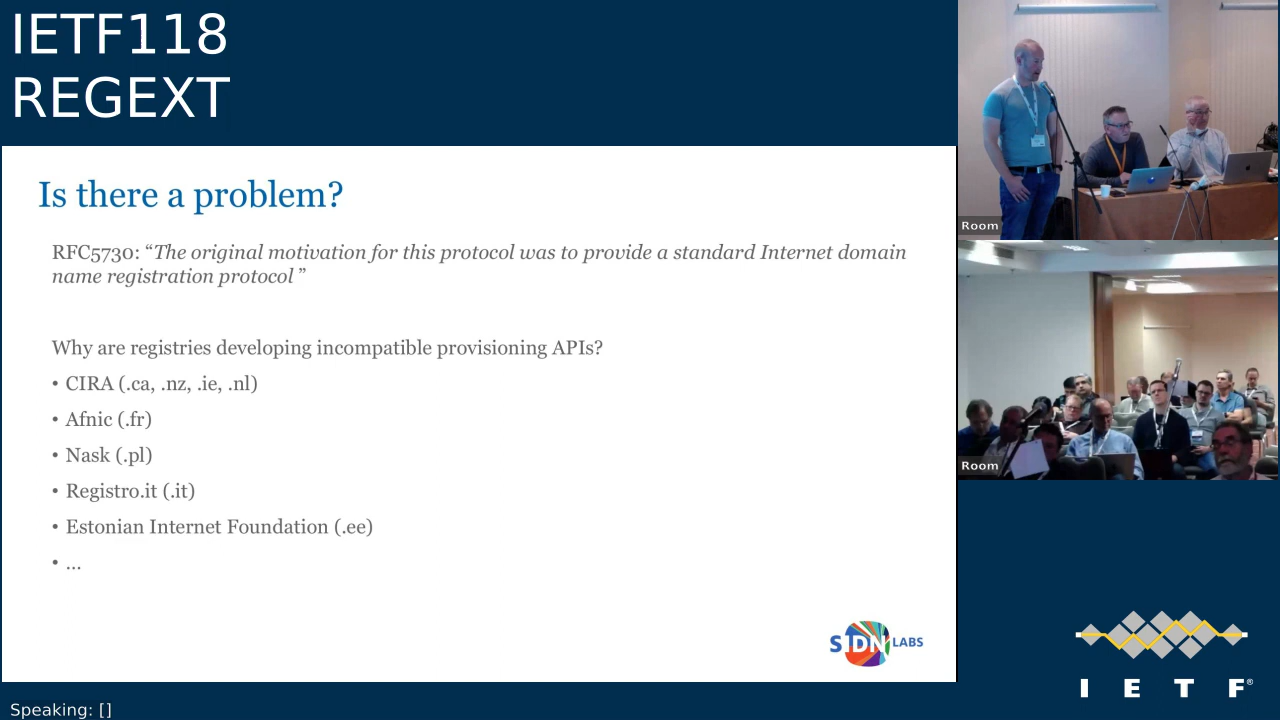 IETF118
REGEXT
Is there a problem?
RFC5730: “The original motivation for this protocol was to provide a standard Internet domain
name registration protocol ”
Why are registries developing incompatible provisioning APIs?
• CIRA (.ca, .nz, .ie, .nl)
• Afnic (.fr)
• Nask (.pl)
• Registro.it (.it)
• Estonian Internet Foundation (.ee)
• ...
SIDN LABS
Room
Room
I E T F®
Speaking: []